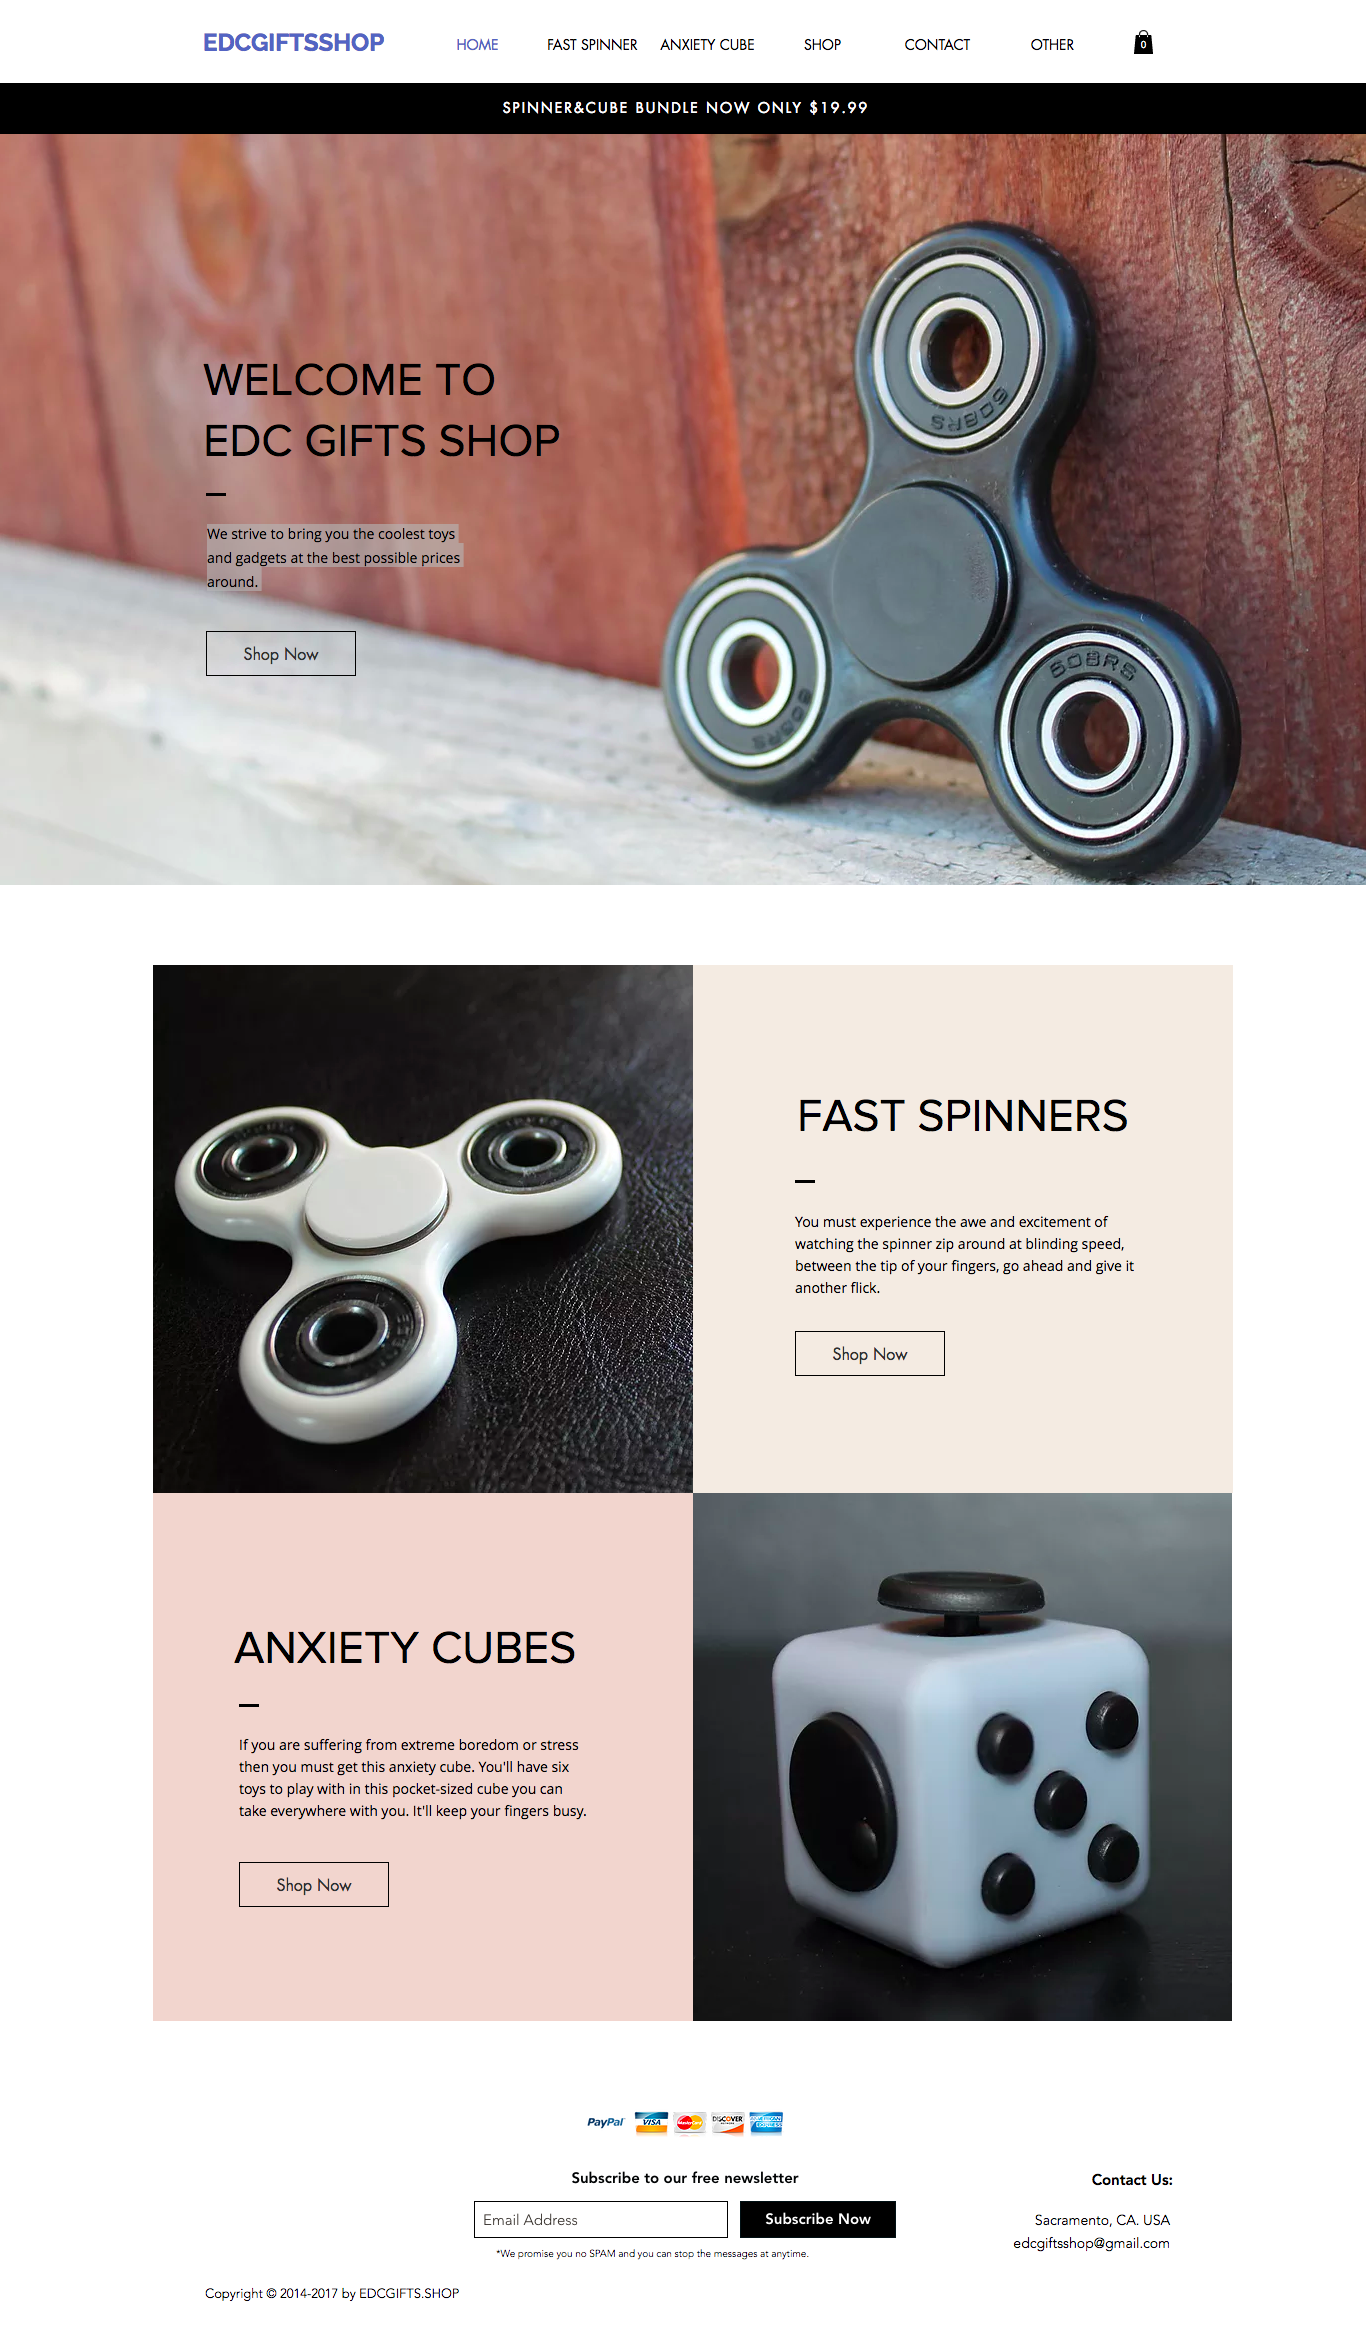 EDCGIFTSSHOP
HOME
FAST SPINNER
ANXIETY CUBE
SHOP
CONTACT
OTHER
0
SPINNER&CUBE BUNDLE NOW ONLY $19.99
WELCOME TO
EDC GIFTS SHOP
We strive to bring you the coolest toys
and gadgets at the best possible prices
around.
Shop Now
608RS
608RS
608RS
FAST SPINNERS
You must experience the awe and excitement of
watching the spinner zip around at blinding speed,
between the tip of your fingers, go ahead and give it
another flick.
Shop Now
ANXIETY CUBES
If you are suffering from extreme boredom or stress
then you must get this anxiety cube. You'll have six
toys to play with in this pocket-sized cube you can
take everywhere with you. It'll keep your fingers busy.
Shop Now
PayPal
VISA
MasterCard
DISCOVER
AMERICAN EXPRESS
Subscribe to our free newsletter
Email Address
Subscribe Now
*We promise you no SPAM and you can stop the messages at anytime.
Contact Us:
Sacramento, CA. USA
edcgiftsshop@gmail.com
Copyright © 2014-2017 by EDCGIFTS.SHOP